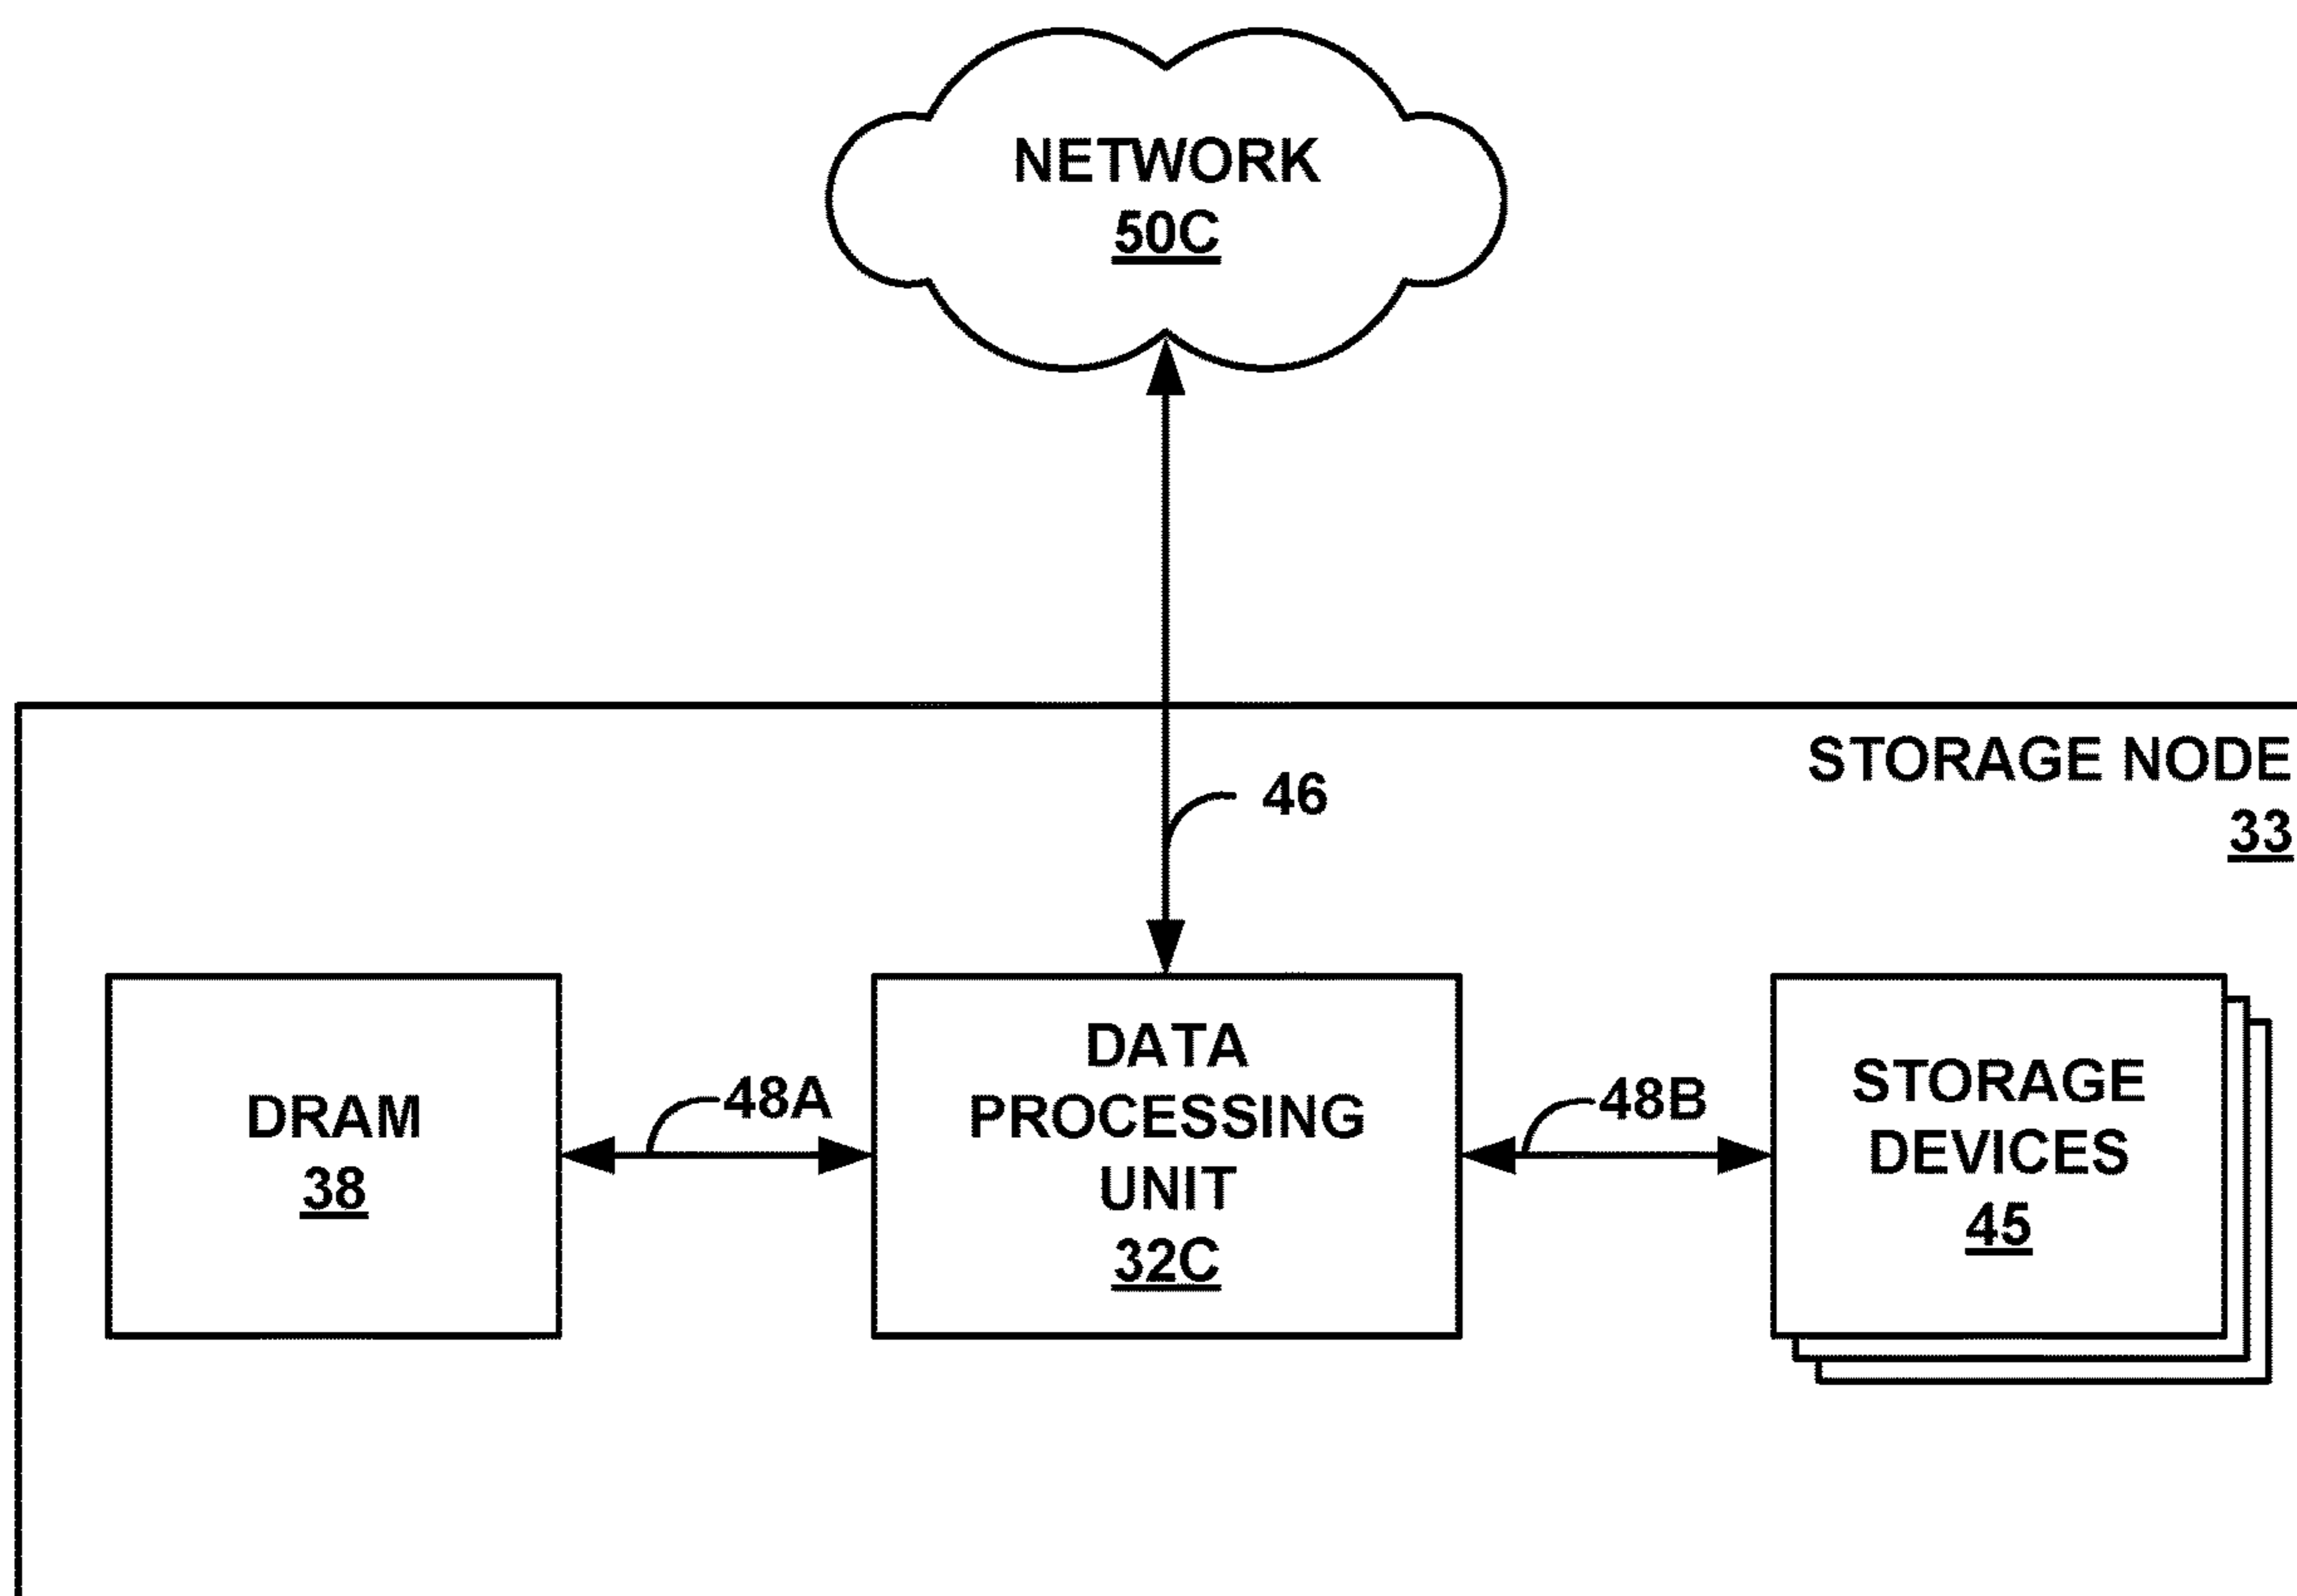 NETWORK
50C
STORAGE NODE
33
46
DRAM
38
48A
DATA
PROCESSING
UNIT
32C
48B
STORAGE
DEVICES
45